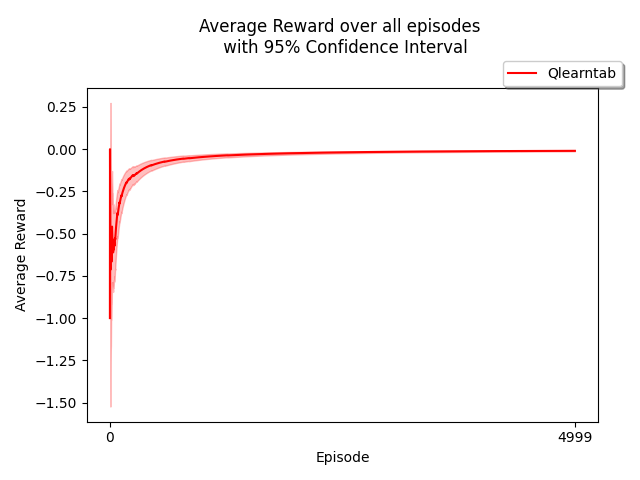 Average Reward over all episodes
with 95% Confidence Interval
Qlearntab
0.25
0.00
−0.25
−0.50
−0.75
−1.00
−1.25
−1.50
Average Reward
0
4999
Episode